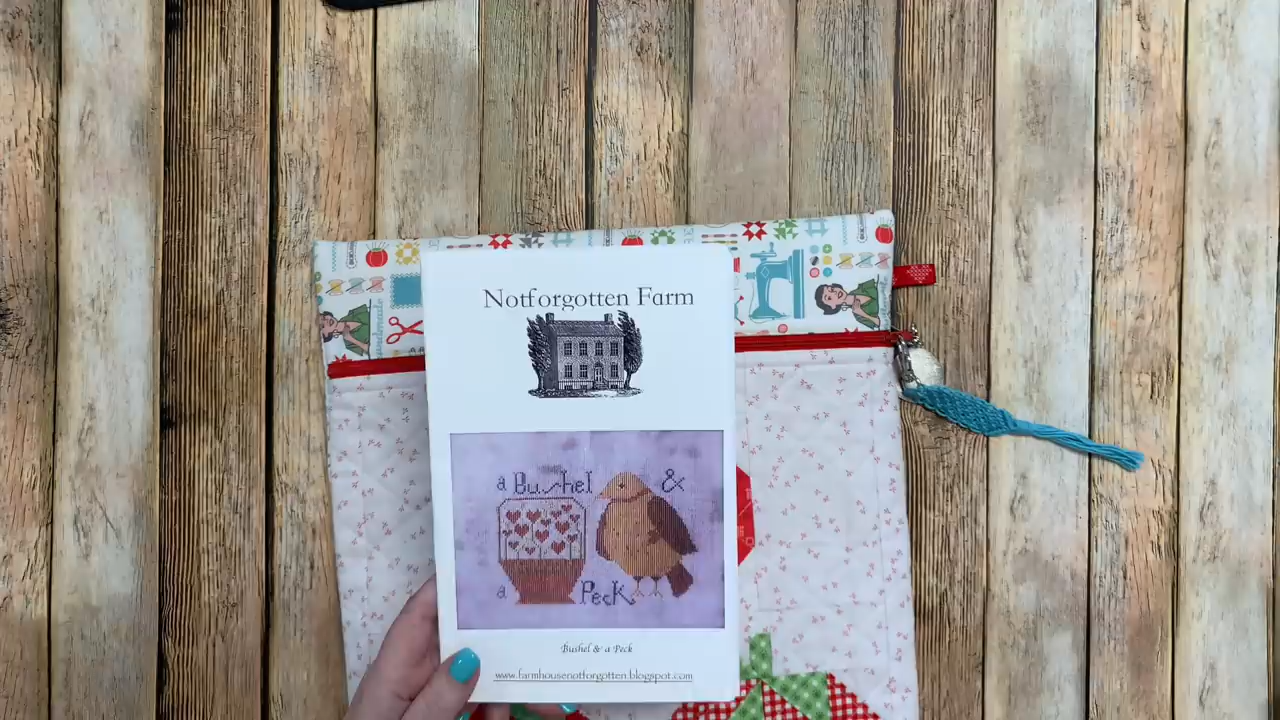 Notforgotten Farm
a Bushel &
a Peck
Bushel & a Peck
www.farmhousenotforgotten.blogspot.com